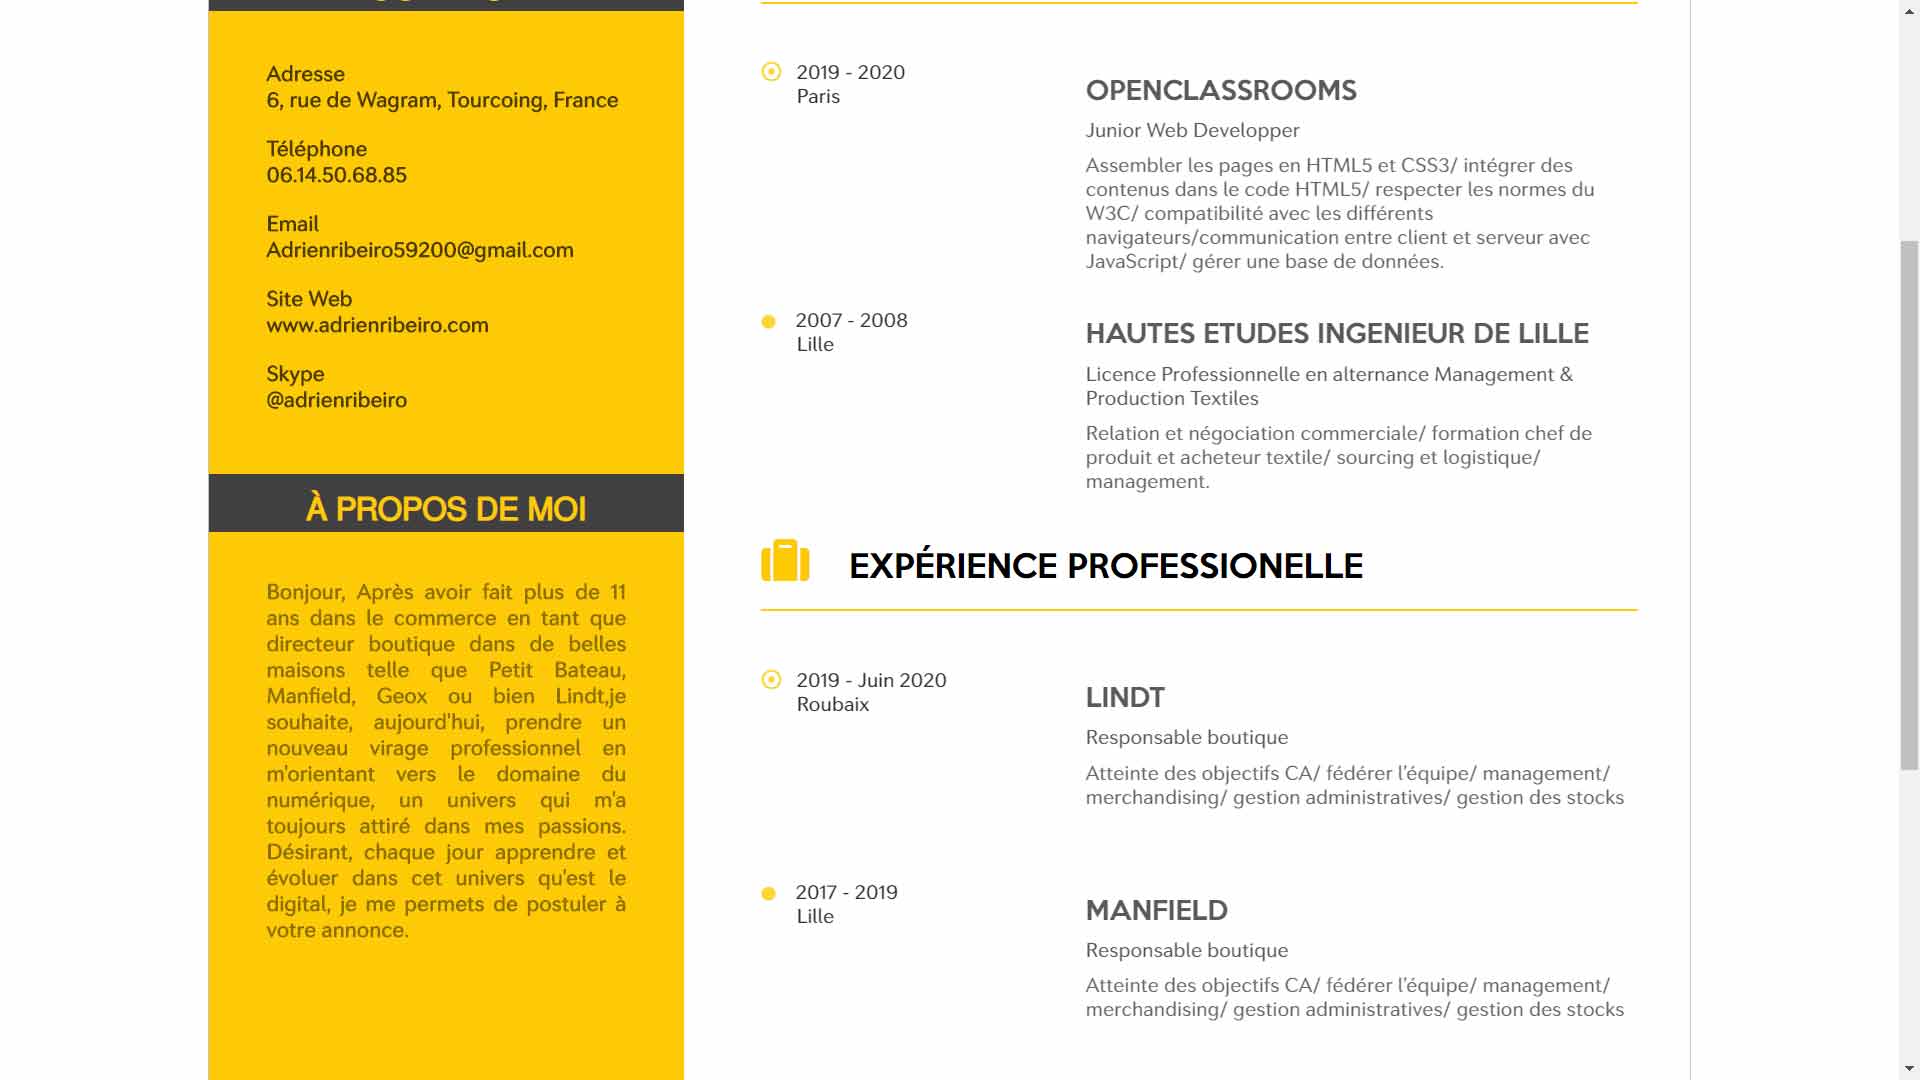 Adresse
6, rue de Wagram, Tourcoing, France
Téléphone
06.14.50.68.85
Email
Adrienribeiro59200@gmail.com
Site Web
www.adrienribeiro.com
Skype
@adrienribeiro
À PROPOS DE MOI
Bonjour, Après avoir fait plus de 11
ans dans le commerce en tant que
directeur boutique dans de belles
maisons telle que Petit Bateau,
Manfield, Geox ou bien Lindt,je
souhaite, aujourd'hui, prendre un
nouveau virage professionnel en
m'orientant vers le domaine du
numérique, un univers qui m'a
toujours attiré dans mes passions.
Désirant, chaque jour apprendre et
évoluer dans cet univers qu'est le
digital, je me permets de postuler à
votre annonce.
2019 - 2020
Paris
OPENCLASSROOMS
Junior Web Developper
Assembler les pages en HTML5 et CSS3/ intégrer des
contenus dans le code HTML5/ respecter les normes du
W3C/ compatibilité avec les différents
navigateurs/communication entre client et serveur avec
JavaScript/ gérer une base de données.
2007 - 2008
Lille
HAUTES ETUDES INGENIEUR DE LILLE
Licence Professionnelle en alternance Management &
Production Textiles
Relation et négociation commerciale/ formation chef de
produit et acheteur textile/ sourcing et logistique/
management.
EXPÉRIENCE PROFESSIONELLE
2019 - Juin 2020
Roubaix
LINDT
Responsable boutique
Atteinte des objectifs CA/ fédérer l'équipe/ management/
merchandising/ gestion administratives/ gestion des stocks
2017 - 2019
Lille
MANFIELD
Responsable boutique
Atteinte des objectifs CA/ fédérer l'équipe/ management/
merchandising/ gestion administratives/ gestion des stocks